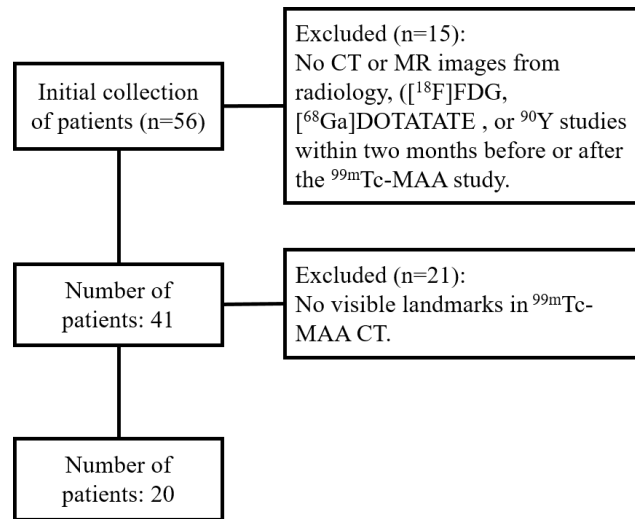 Initial collection
of patients (n=56)
Excluded (n=15):
No CT or MR images from
radiology, ([¹⁸F]FDG,
[⁶⁸Ga]DOTATATE , or ⁹⁰Y studies
within two months before or after
the ⁹⁹ᵐTc-MAA study.
Number of
patients: 41
Excluded (n=21):
No visible landmarks in ⁹⁹ᵐTc-
MAA CT.
Number of
patients: 20